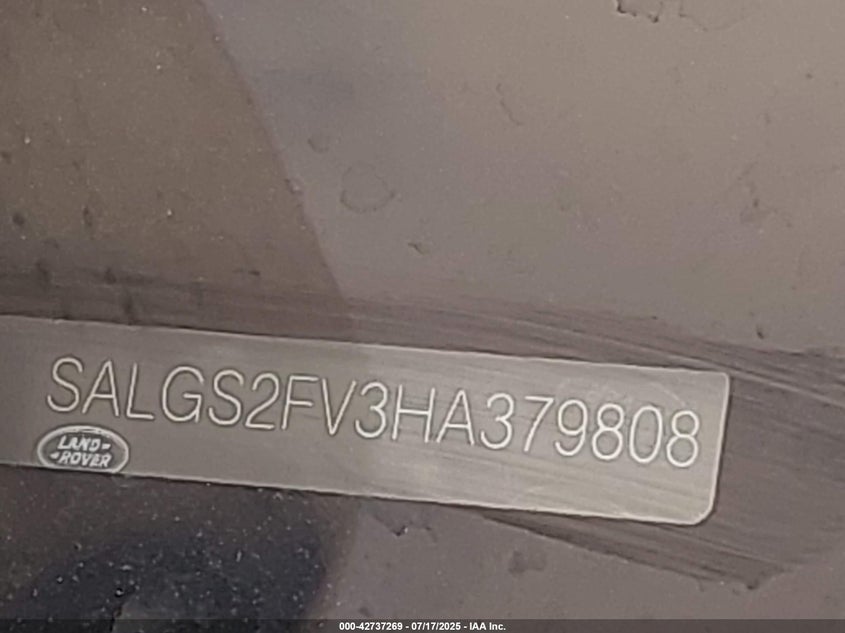 SALGS2FV3HA379808
LAND-
-ROVER
000-42737269 - 07/17/2025 - IAA Inc.